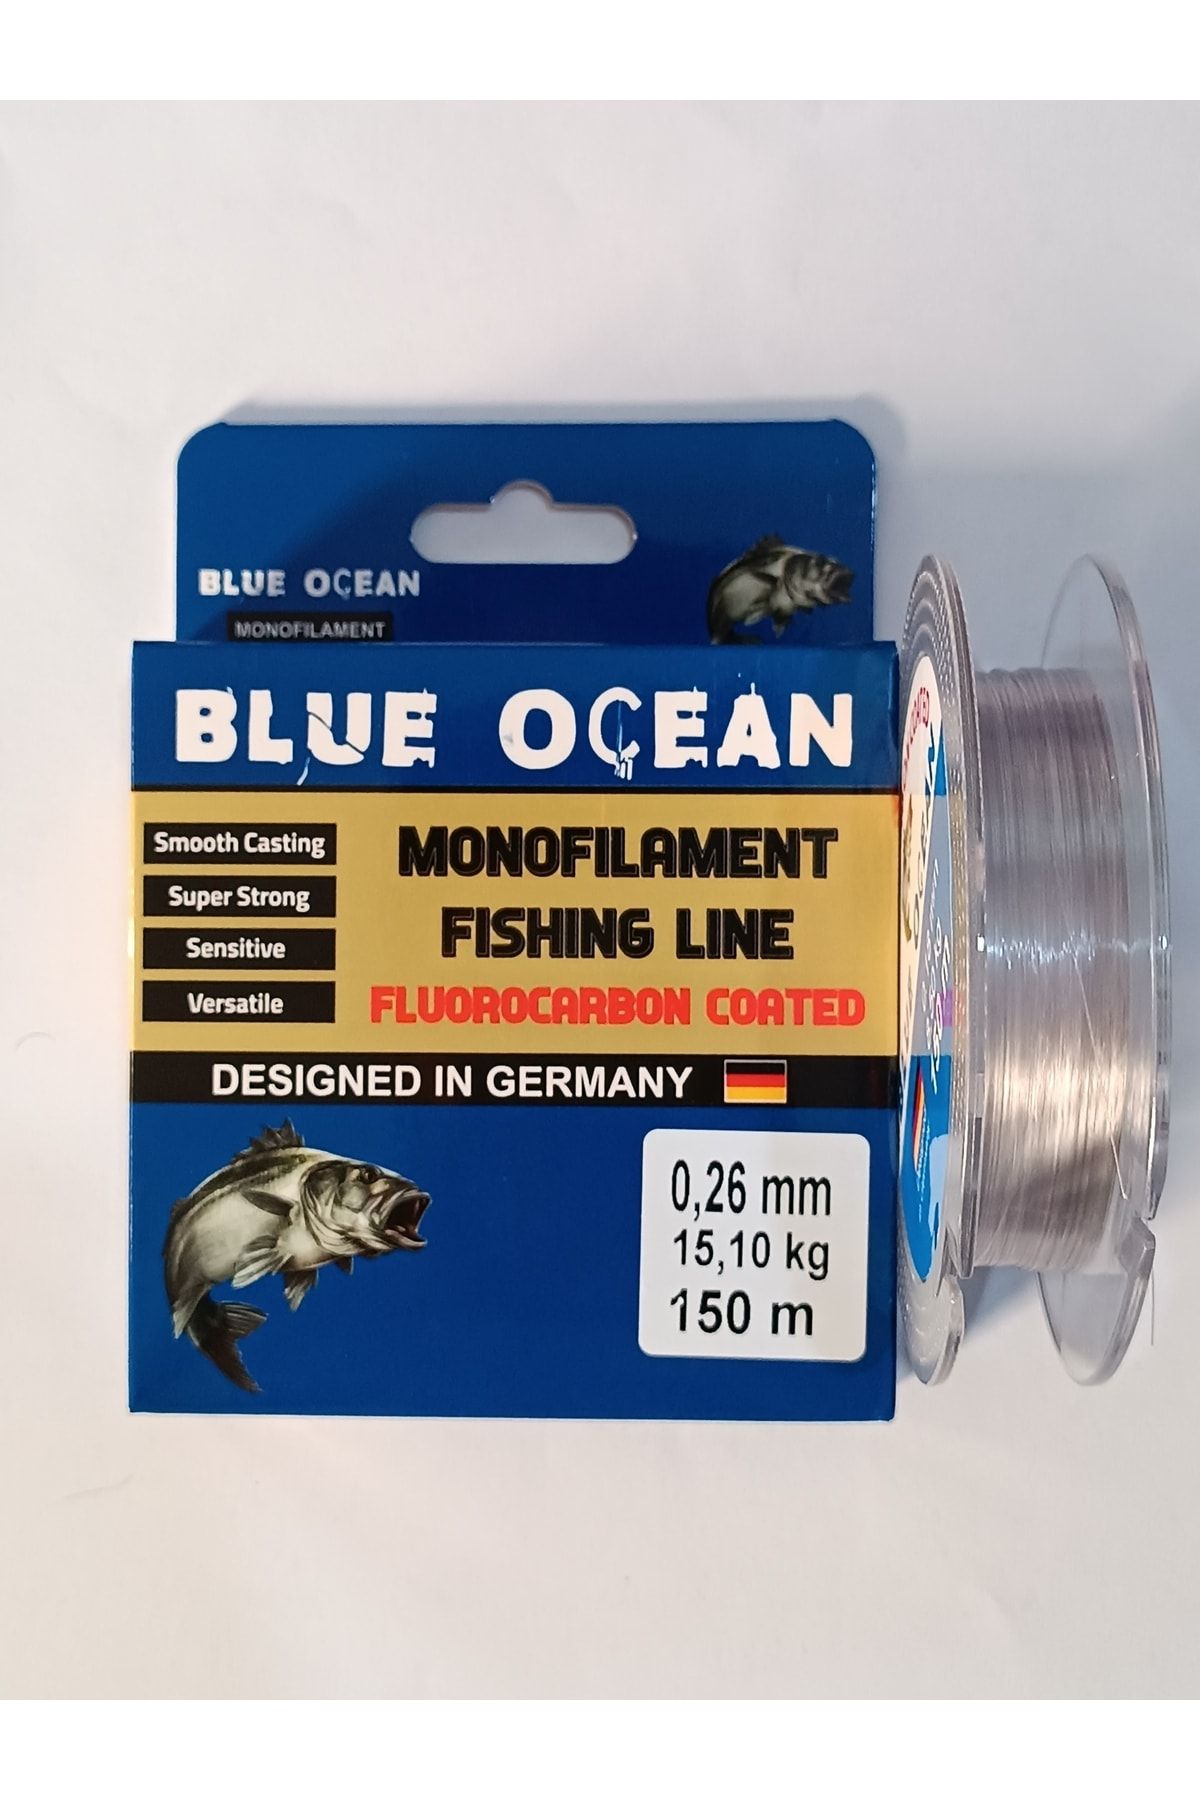 BLUE OCEAN
MONOFILAMENT
BLUE OCEAN
Smooth Casting
Super Strong
Sensitive
Versatile
MONOFILAMENT
FISHING LINE
FLUOROCARBON COATED
DESIGNED IN GERMANY
0,26 mm
15,10 kg
150 m